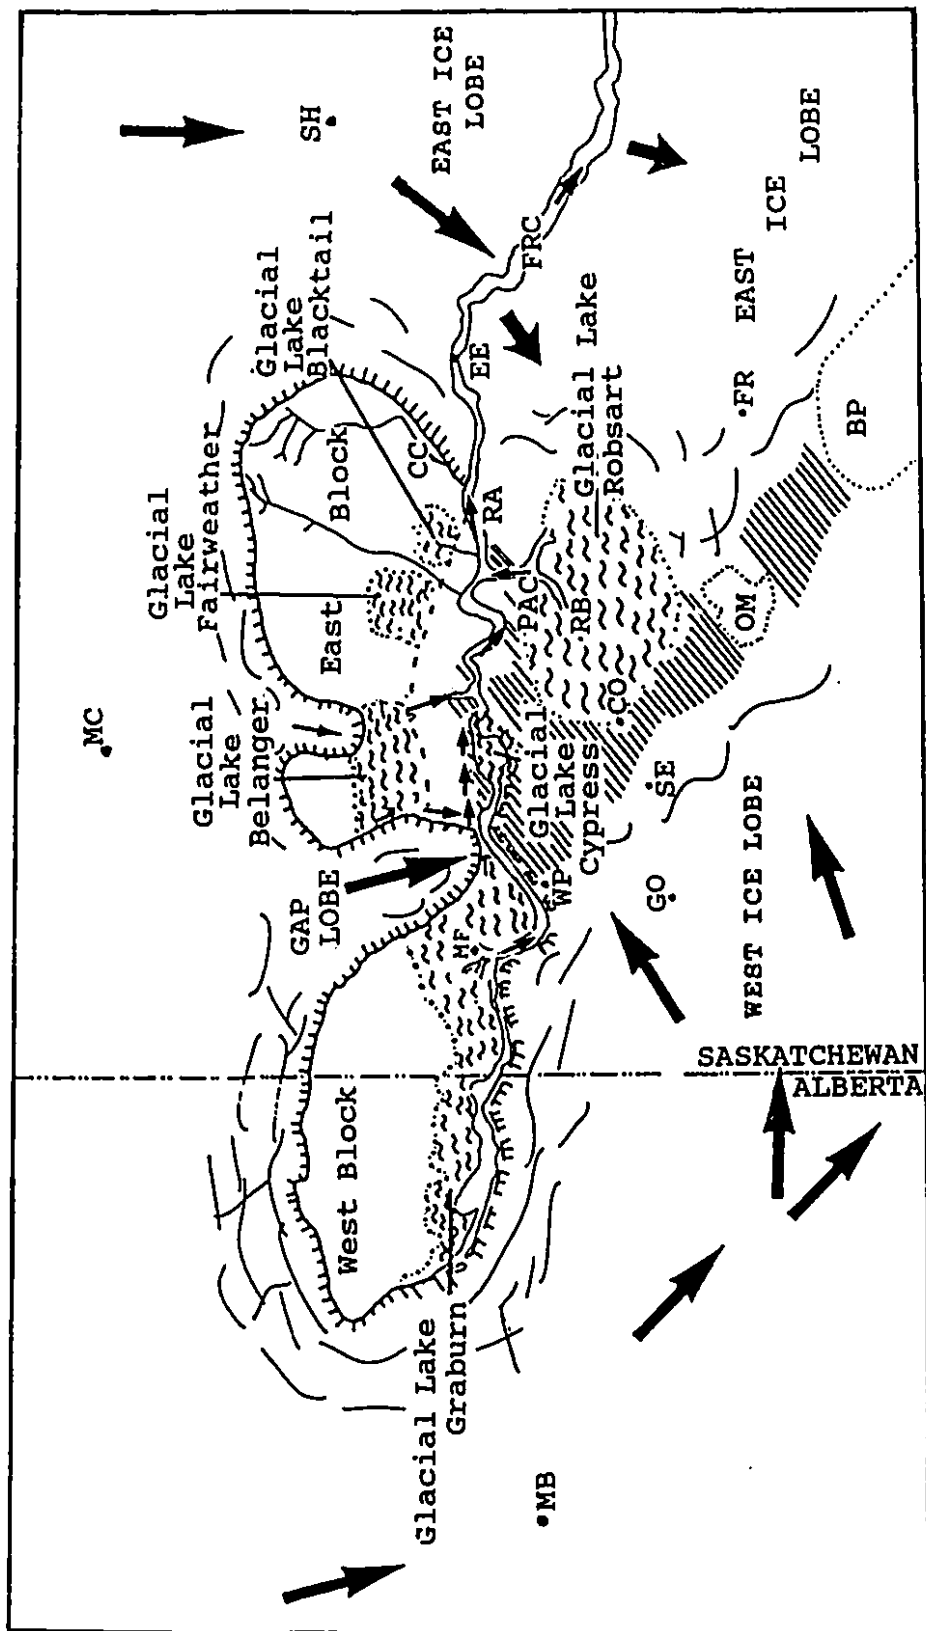 MC
SH
EAST ICE
LOBE
Glacial
Lake
Blacktail
Glacial
Lake
Fairweather
Glacial
Lake
Belanger
GAP
LOBE
East
Block
CC
West Block
EE
FRC
RA
PAC
RB
Glacial Lake
Robsart
MF
WP
Glacial
Lake
Cypress
CO
SE
GO
OM
FR
EAST
ICE
LOBE
BP
WEST ICE LOBE
SASKATCHEWAN
ALBERTA
Glacial Lake
Graburn
MB